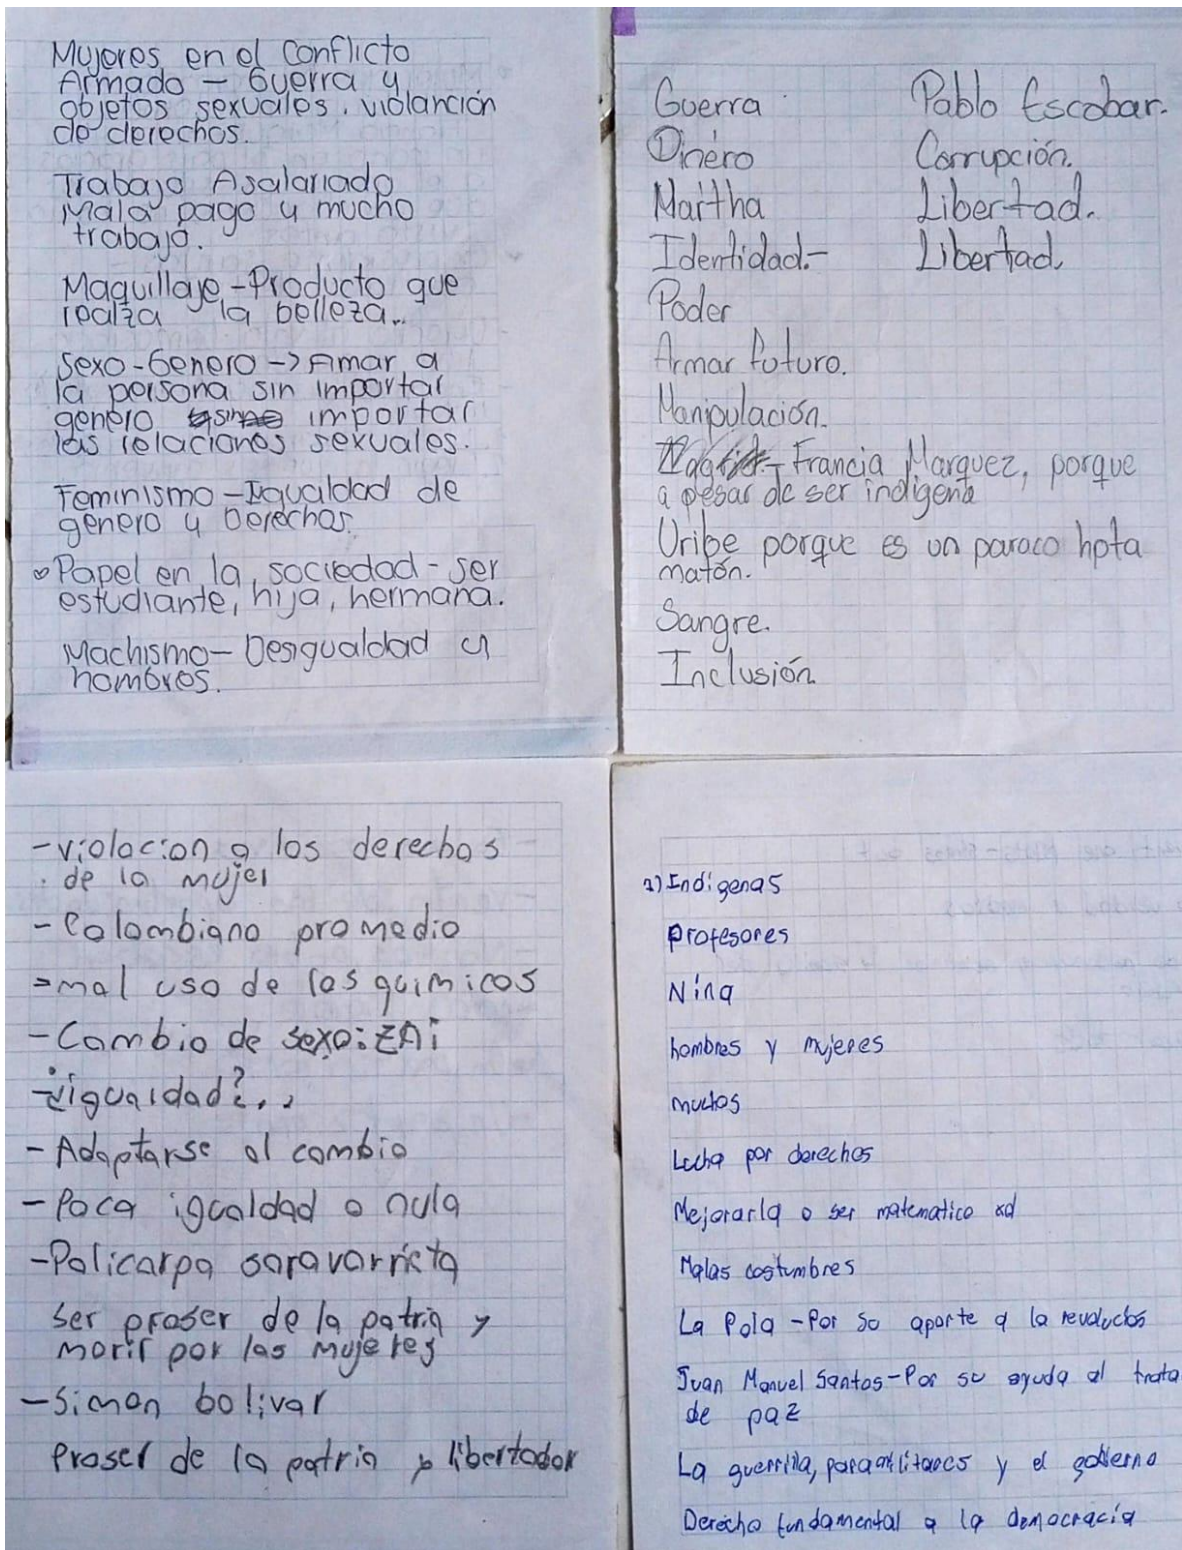 Mujeres en el Conflicto
Armado – Guerra y
objetos sexuales, violanción
de derechos.
Trabajo Asalariado
Mala pago y mucho
trabajo.
Maquillaje – Producto que
realza la belleza..
Sexo-Genero -> Amar a
la persona sin importar
genero importar
las relaciones sexuales.
Feminismo – Igualdad de
genero y Derechos.
Papel en la sociedad – ser
estudiante, hija, hermana.
Machismo – Desigualdad y
hombres.
Guerra
Dinero
Martha
Identidad.-
Poder
Armar futuro.
Manipulación.
Francia Marquez, porque
a pesar de ser indigena
Uribe porque es un paraco hpta
matón.
Sangre.
Inclusión
Pablo Escobar.
Corrupción.
Libertad.
Libertad.
- violacion a los derechos
de la mujer
- Colombiano promedio
- mal uso de los quimicos
- Cambio de sexo:
- ¿igualdad?..
- Adaptarse al cambio
- Poca igualdad o nula
- Policarpa saravarrieta
ser proser de la patria y
morir por las mujeres
- Simon bolivar
Proser de la patria y libertador
2) Indigenas
Profesores
Nina
hombres y mujeres
muchos
Lucha por derechos
Mejorarla o ser matematico xd
Malas costumbres
La Pola – Por su aporte a la
Juan Manuel Santos – Por su ayuda al trata
de paz
La guerrilla, paramilitares y el gobierno
Derecho fundamental a la democracia